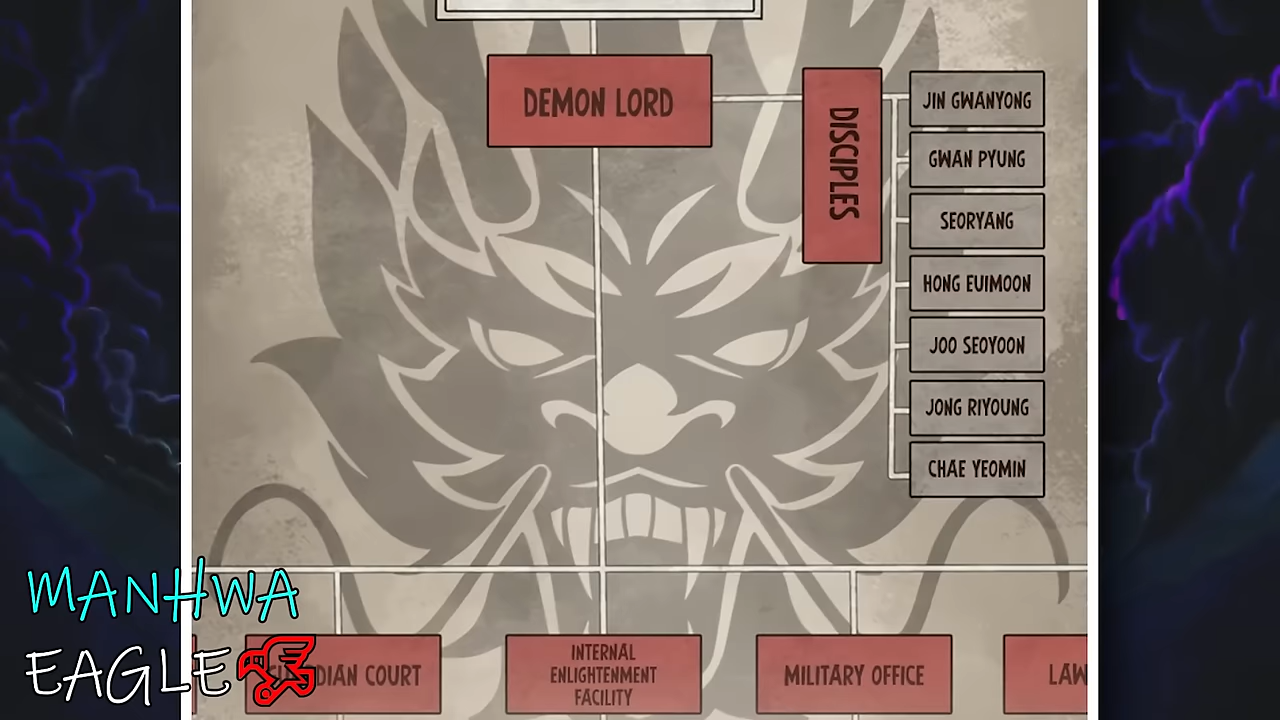 DEMON LORD
DISCIPLES
JIN GWANYONG
GWAN PYUNG
SEORYANG
HONG EUIMOON
JOO SEOYOON
JONG RIYOUNG
CHAE YEOMIN
MANHWA
EAGLE
COURT
INTERNAL
ENLIGHTENMENT
FACILITY
MILITARY OFFICE
LAW